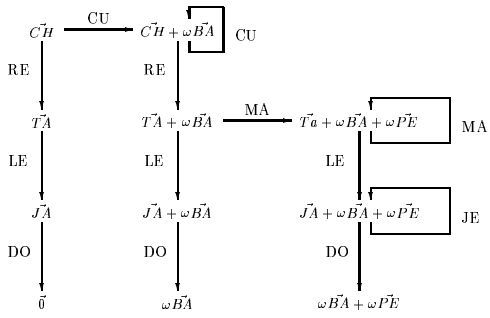 CU
C⃗H C⃗H + ωB⃗A CU
RE RE
MA
T⃗A T⃗A + ωB⃗A T⃗a + ωB⃗A + ωP⃗E MA
LE LE LE
J⃗A J⃗A + ωB⃗A J⃗A + ωB⃗A + ωP⃗E JE
DO DO DO
0⃗ ωB⃗A ωB⃗A + ωP⃗E